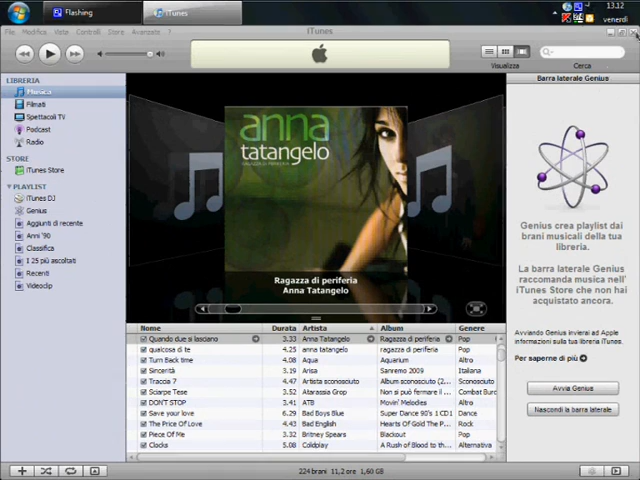 Flashing
iTunes
13.12
venerdì
File Modifica Vista Controlli Store Avanzate
iTunes
Visualizza
Cerca
LIBRERIA
Musica
Filmati
Spettacoli TV
Podcast
Radio
STORE
iTunes Store
PLAYLIST
iTunes DJ
Genius
Aggiunti di recente
Anni '90
Classifica
I 25 più ascoltati
Recenti
Videoclip
anna
tatangelo
RAGAZZA DI PERIFERIA
Ragazza di periferia
Anna Tatangelo
Nome Durata Artista Album Genere
Quando due si lasciano 3.33 Anna Tatangelo Ragazza di periferia Pop
qualcosa di te 4.25 anna tatangelo ragazza di periferia Pop
Turn Back time 4.08 Aqua Aquarium Altro
Sincerità 3.19 Arisa Sanremo 2009 Italian
Traccia 7 4.47 Artista sconosciuto Album sconosciuto (2... Sconosciuto
Sciarpe Tese 3.52 Atarassia Grop Non si può fermare il ... Combat
DON'T STOP 3.41 ATB Movin' Melodies Altro
Save your love 6.29 Bad Boys Blue Super Dance 90's 1 CD1 Dance
The Price Of Love 4.24 Bad English Hearts Of Gold The P... Rock
Piece Of Me 3.32 Britney Spears Blackout Pop
Clocks 5.08 Coldplay A Rush of Blood to th... Alternativa
Barra laterale Genius
Genius crea playlist dai
brani musicali della tua
libreria.
La barra laterale Genius
raccomanda musica nell'
iTunes Store che non hai
acquistato ancora.
Avviando Genius invierai ad Apple
informazioni sulla tua libreria iTunes.
Per saperne di più
Avvia Genius
Nascondi la barra laterale
224 brani 11,2 ore 1,60 GB